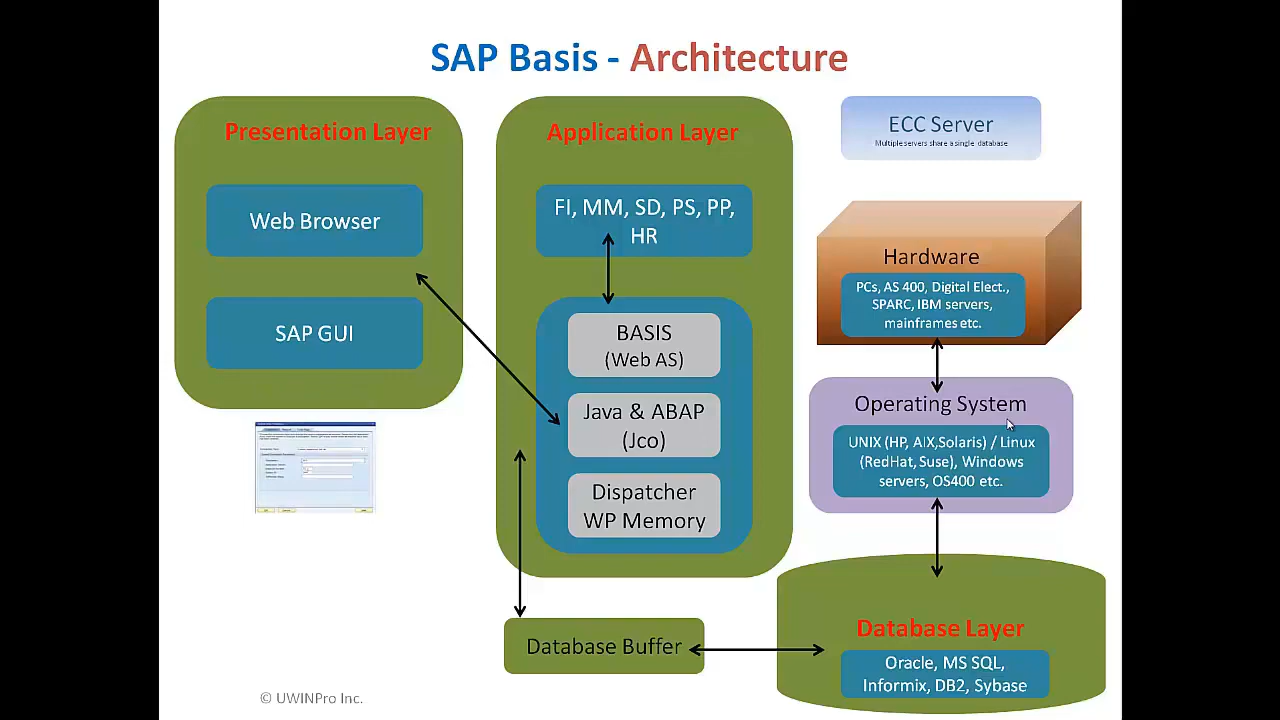 SAP Basis - Architecture
Presentation Layer
Web Browser
SAP GUI
Application Layer
FI, MM, SD, PS, PP,
HR
BASIS
(Web AS)
Java & ABAP
(Jco)
Dispatcher
WP Memory
Database Buffer
ECC Server
Multiple servers share a single database
Hardware
PCs, AS 400, Digital Elect.,
SPARC, IBM servers,
mainframes etc.
Operating System
UNIX (HP, AIX,Solaris) / Linux
(RedHat, Suse), Windows
servers, OS400 etc.
Database Layer
Oracle, MS SQL,
Informix, DB2, Sybase
© UWINPro Inc.